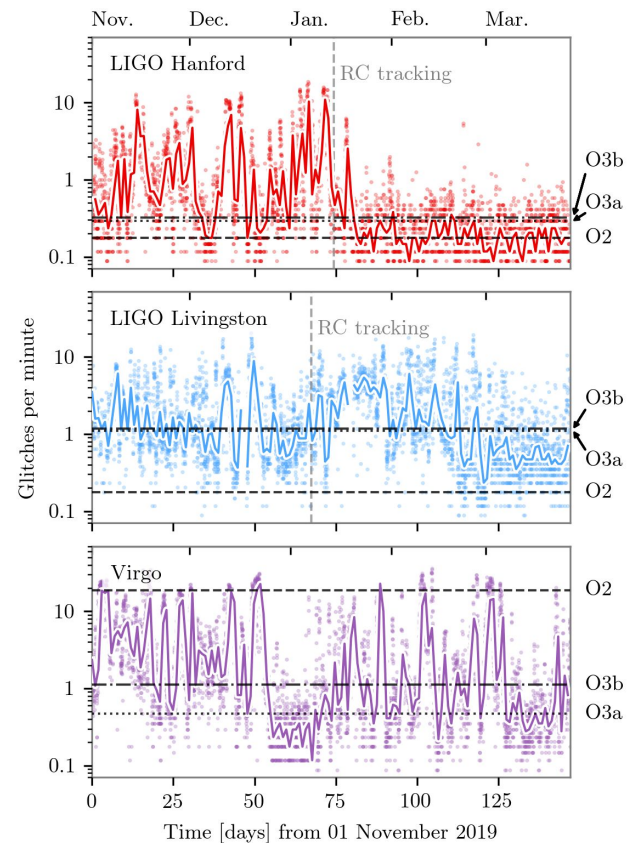 Nov. Dec. Jan. Feb. Mar.
LIGO Hanford
RC tracking
10
1
0.1
O3b
O3a
O2
LIGO Livingston
RC tracking
10
1
0.1
O3b
O3a
O2
Glitches per minute
Virgo
10
1
0.1
O2
O3b
O3a
0 25 50 75 100 125
Time [days] from 01 November 2019